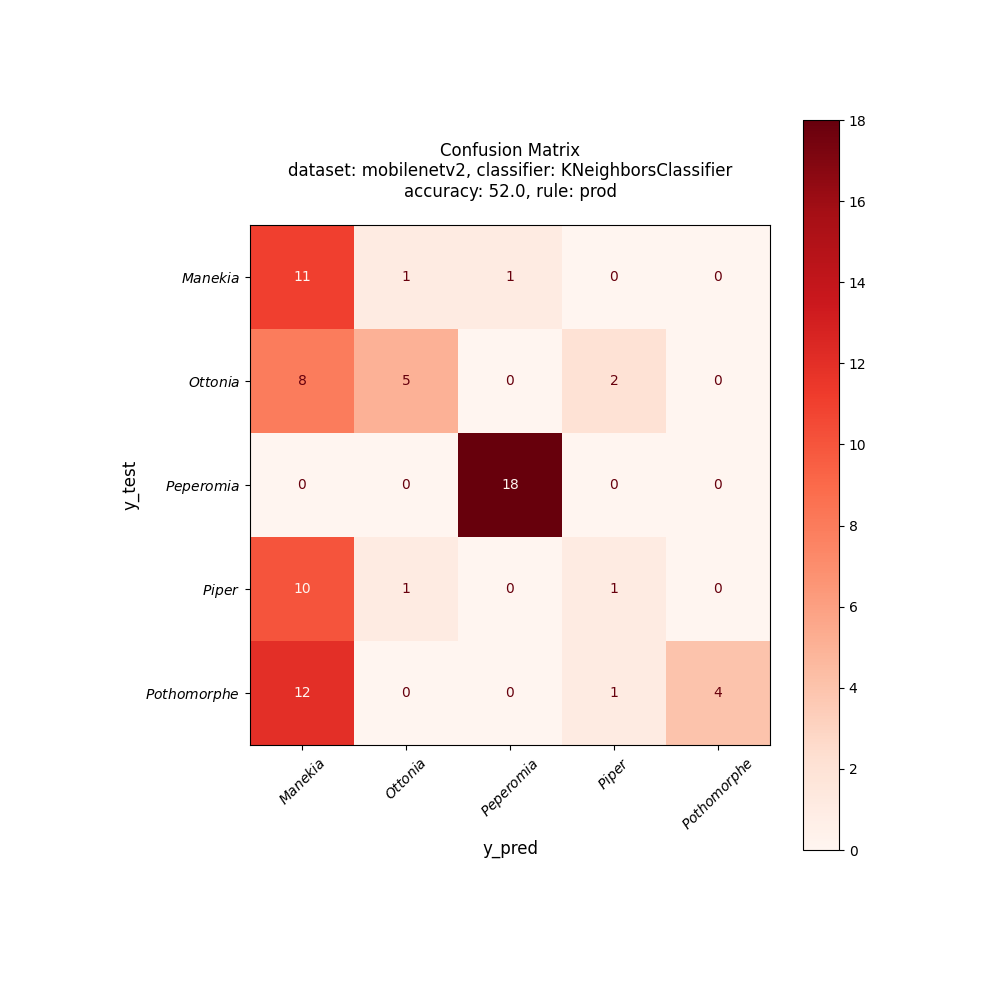 Confusion Matrix
dataset: mobilenetv2, classifier: KNeighborsClassifier
accuracy: 52.0, rule: prod
Manekia 11 1 1 0 0
Ottonia 8 5 0 2 0
Peperomia 0 0 18 0 0
Piper 10 1 0 1 0
Pothomorphe 12 0 0 1 4
y_test
Manekia Ottonia Peperomia Piper Pothomorphe
y_pred
18
16
14
12
10
8
6
4
2
0